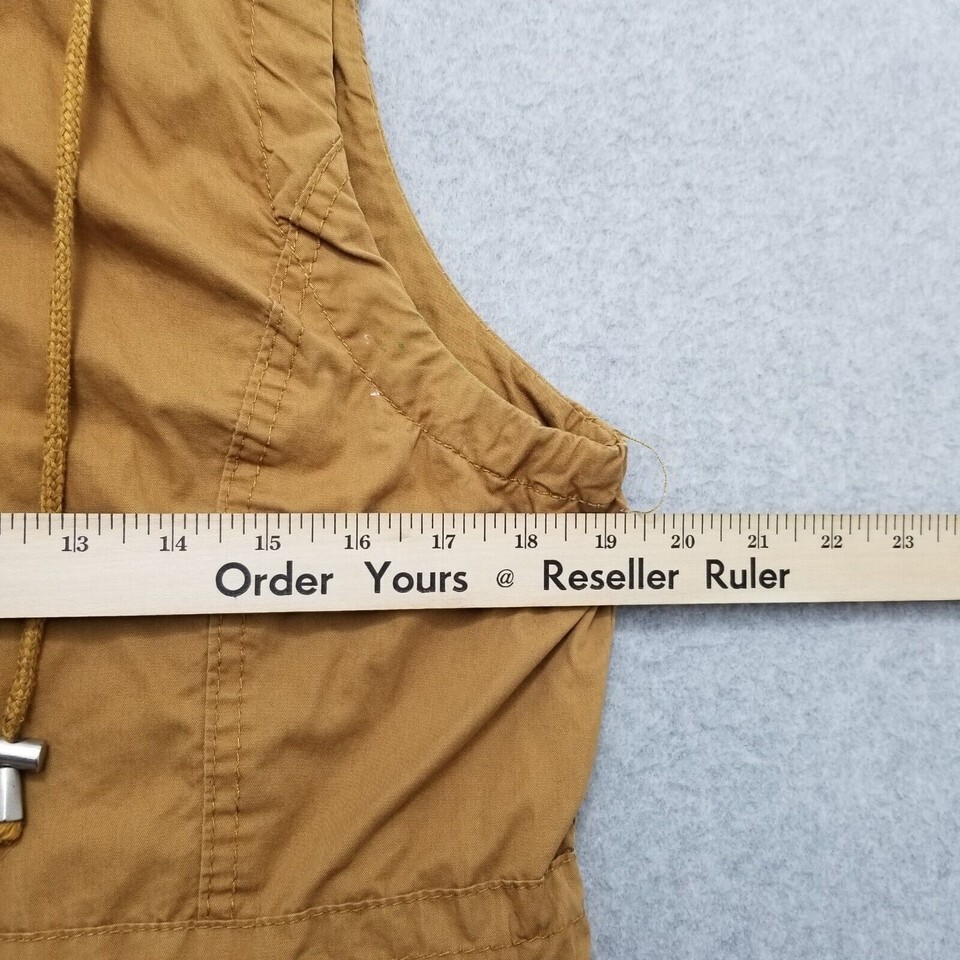 13 14 15 16 17 18 19 20 21 22 23
Order Yours @ Reseller Ruler